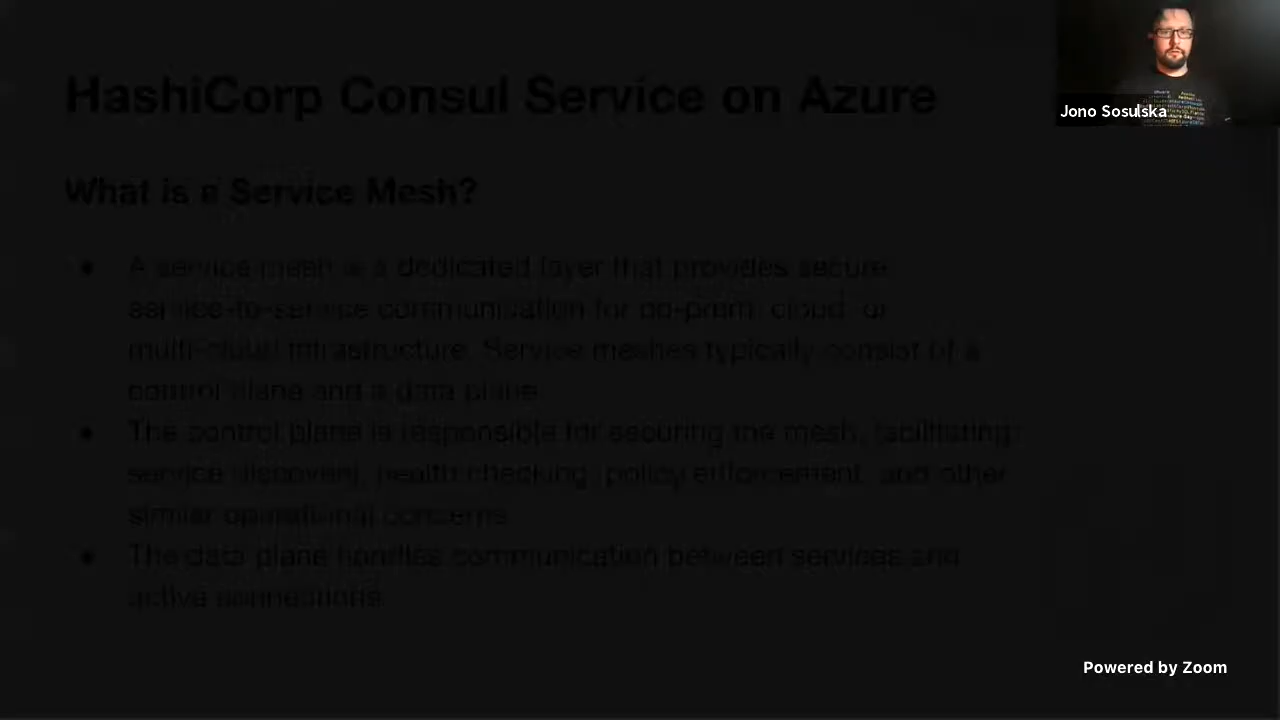 HashiCorp Consul Service on Azure
Jono Sosulska
What is a Service Mesh?
● A service mesh is a dedicated layer that provides secure
service-to-service communication for on-prem, cloud, or
multi-cloud infrastructure. Service meshes typically consist of a
control plane and a data plane.
● The control plane is responsible for securing the mesh, facilitating
service discovery, health checking, policy enforcement, and other
similar operational concerns.
● The data plane handles communication between services and
active connections.
Powered by Zoom